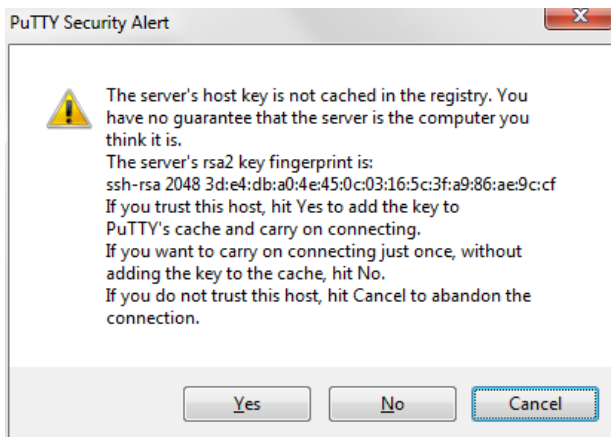 PuTTY Security Alert
The server's host key is not cached in the registry. You
have no guarantee that the server is the computer you
think it is.
The server's rsa2 key fingerprint is:
ssh-rsa 2048 3d:e4:db:a0:4e:45:0c:03:16:5c:3f:a9:86:ae:9c:cf
If you trust this host, hit Yes to add the key to
PuTTY's cache and carry on connecting.
If you want to carry on connecting just once, without
adding the key to the cache, hit No.
If you do not trust this host, hit Cancel to abandon the
connection.
Yes No Cancel